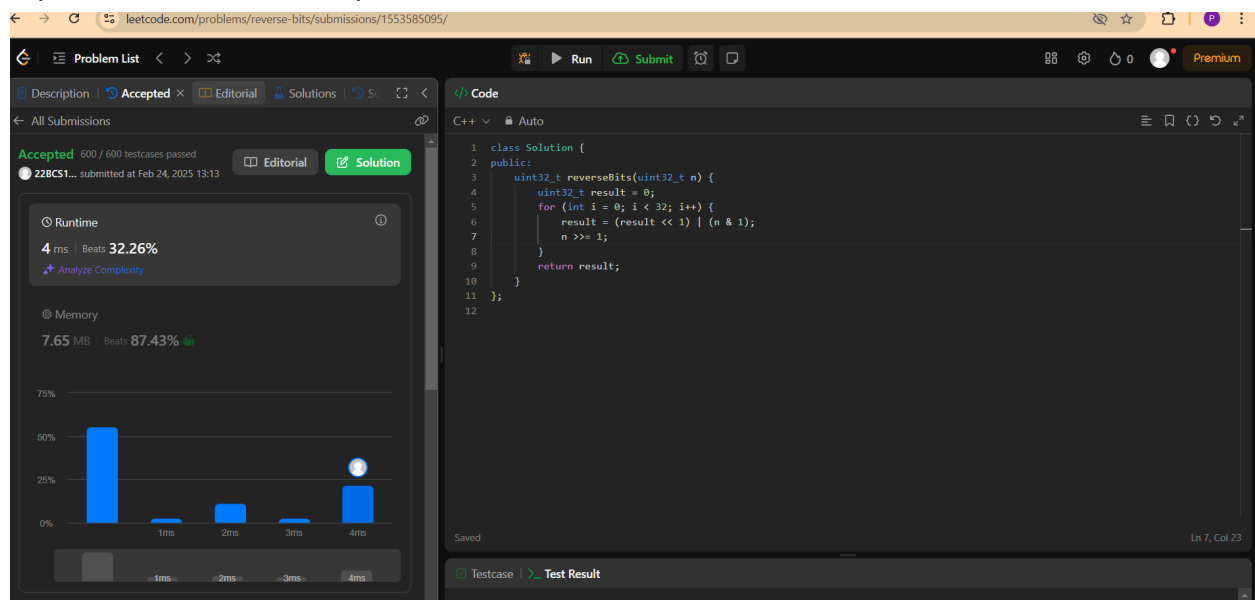 leetcode.com/problems/reverse-bits/submissions/1553585095/
P
Problem List
Run
Submit
0
Premium
Description
Accepted
Editorial
Solutions
Su
</> Code
← All Submissions
C++
Auto
Accepted 600 / 600 testcases passed
22BCS1... submitted at Feb 24, 2025 13:13
Editorial
Solution
Runtime
4 ms Beats 32.26%
Analyze Complexity
Memory
7.65 MB Beats 87.43%
75%
50%
25%
0%
1ms 2ms 3ms 4ms
1ms 2ms 3ms 4ms
1 class Solution {
2 public:
3 uint32_t reverseBits(uint32_t n) {
4 uint32_t result = 0;
5 for (int i = 0; i < 32; i++) {
6 result = (result << 1) | (n & 1);
7 n >>= 1;
8 }
9 return result;
10 }
11 };
12
Saved
Ln 7, Col 23
Testcase
Test Result